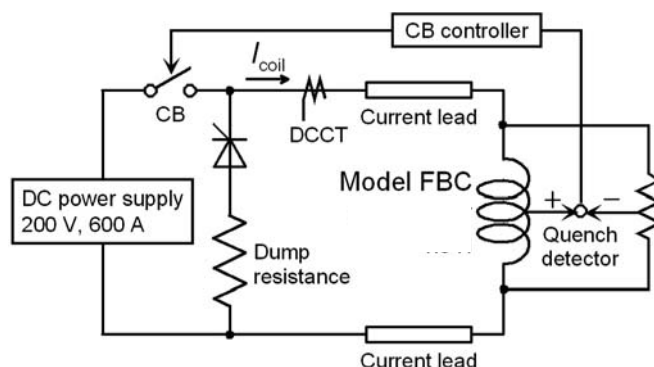 CB controller
I coil
CB
DCCT
Current lead
Model FBC
DC power supply
200 V, 600 A
+
−
Dump
resistance
Quench
detector
Current lead